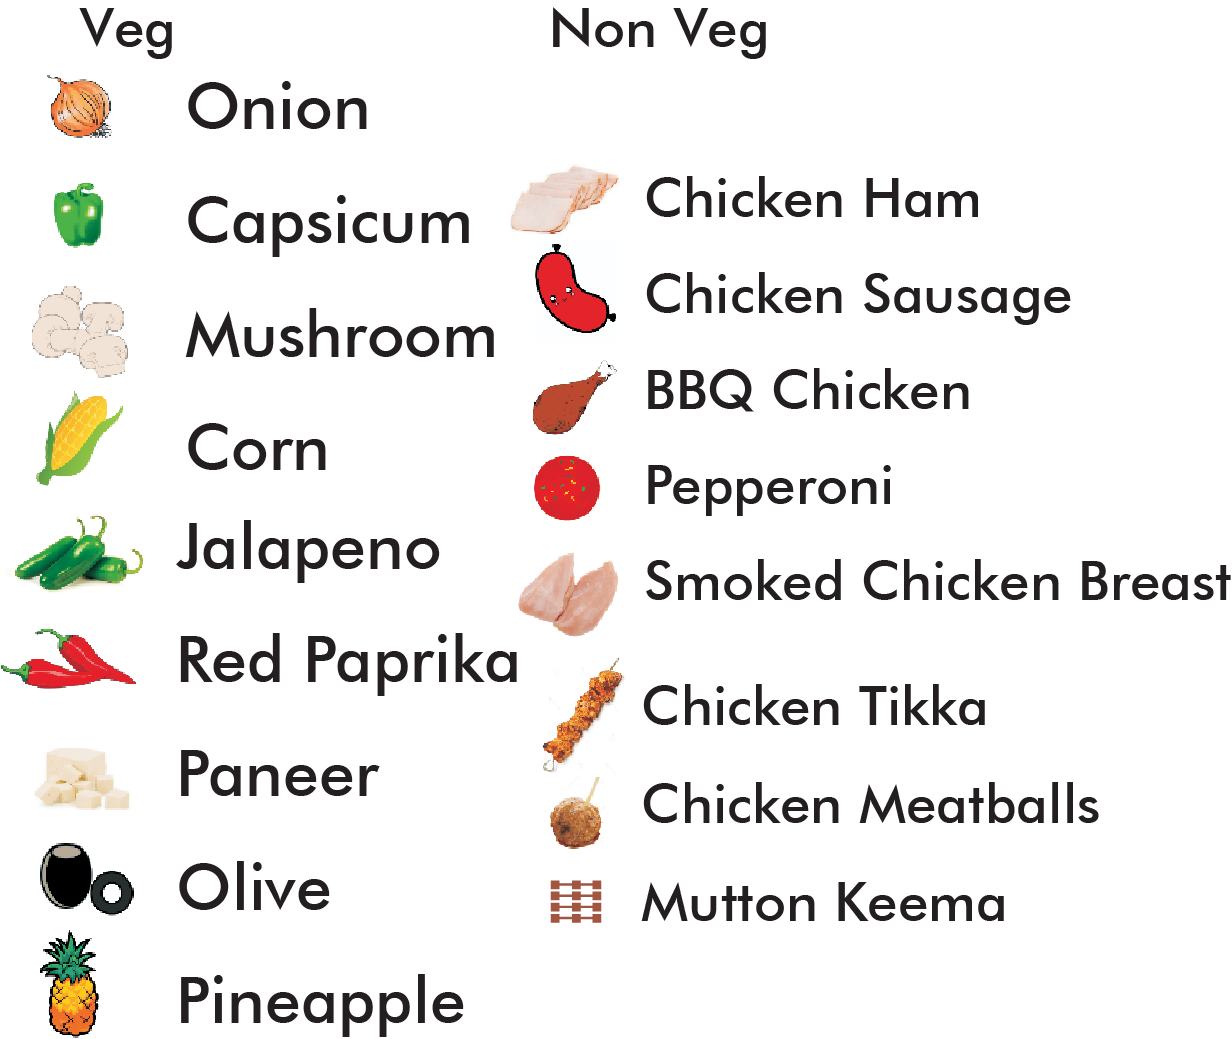 Veg
Onion
Capsicum
Mushroom
Corn
Jalapeno
Red Paprika
Paneer
Olive
Pineapple
Non Veg
Chicken Ham
Chicken Sausage
BBQ Chicken
Pepperoni
Smoked Chicken Breast
Chicken Tikka
Chicken Meatballs
Mutton Keema